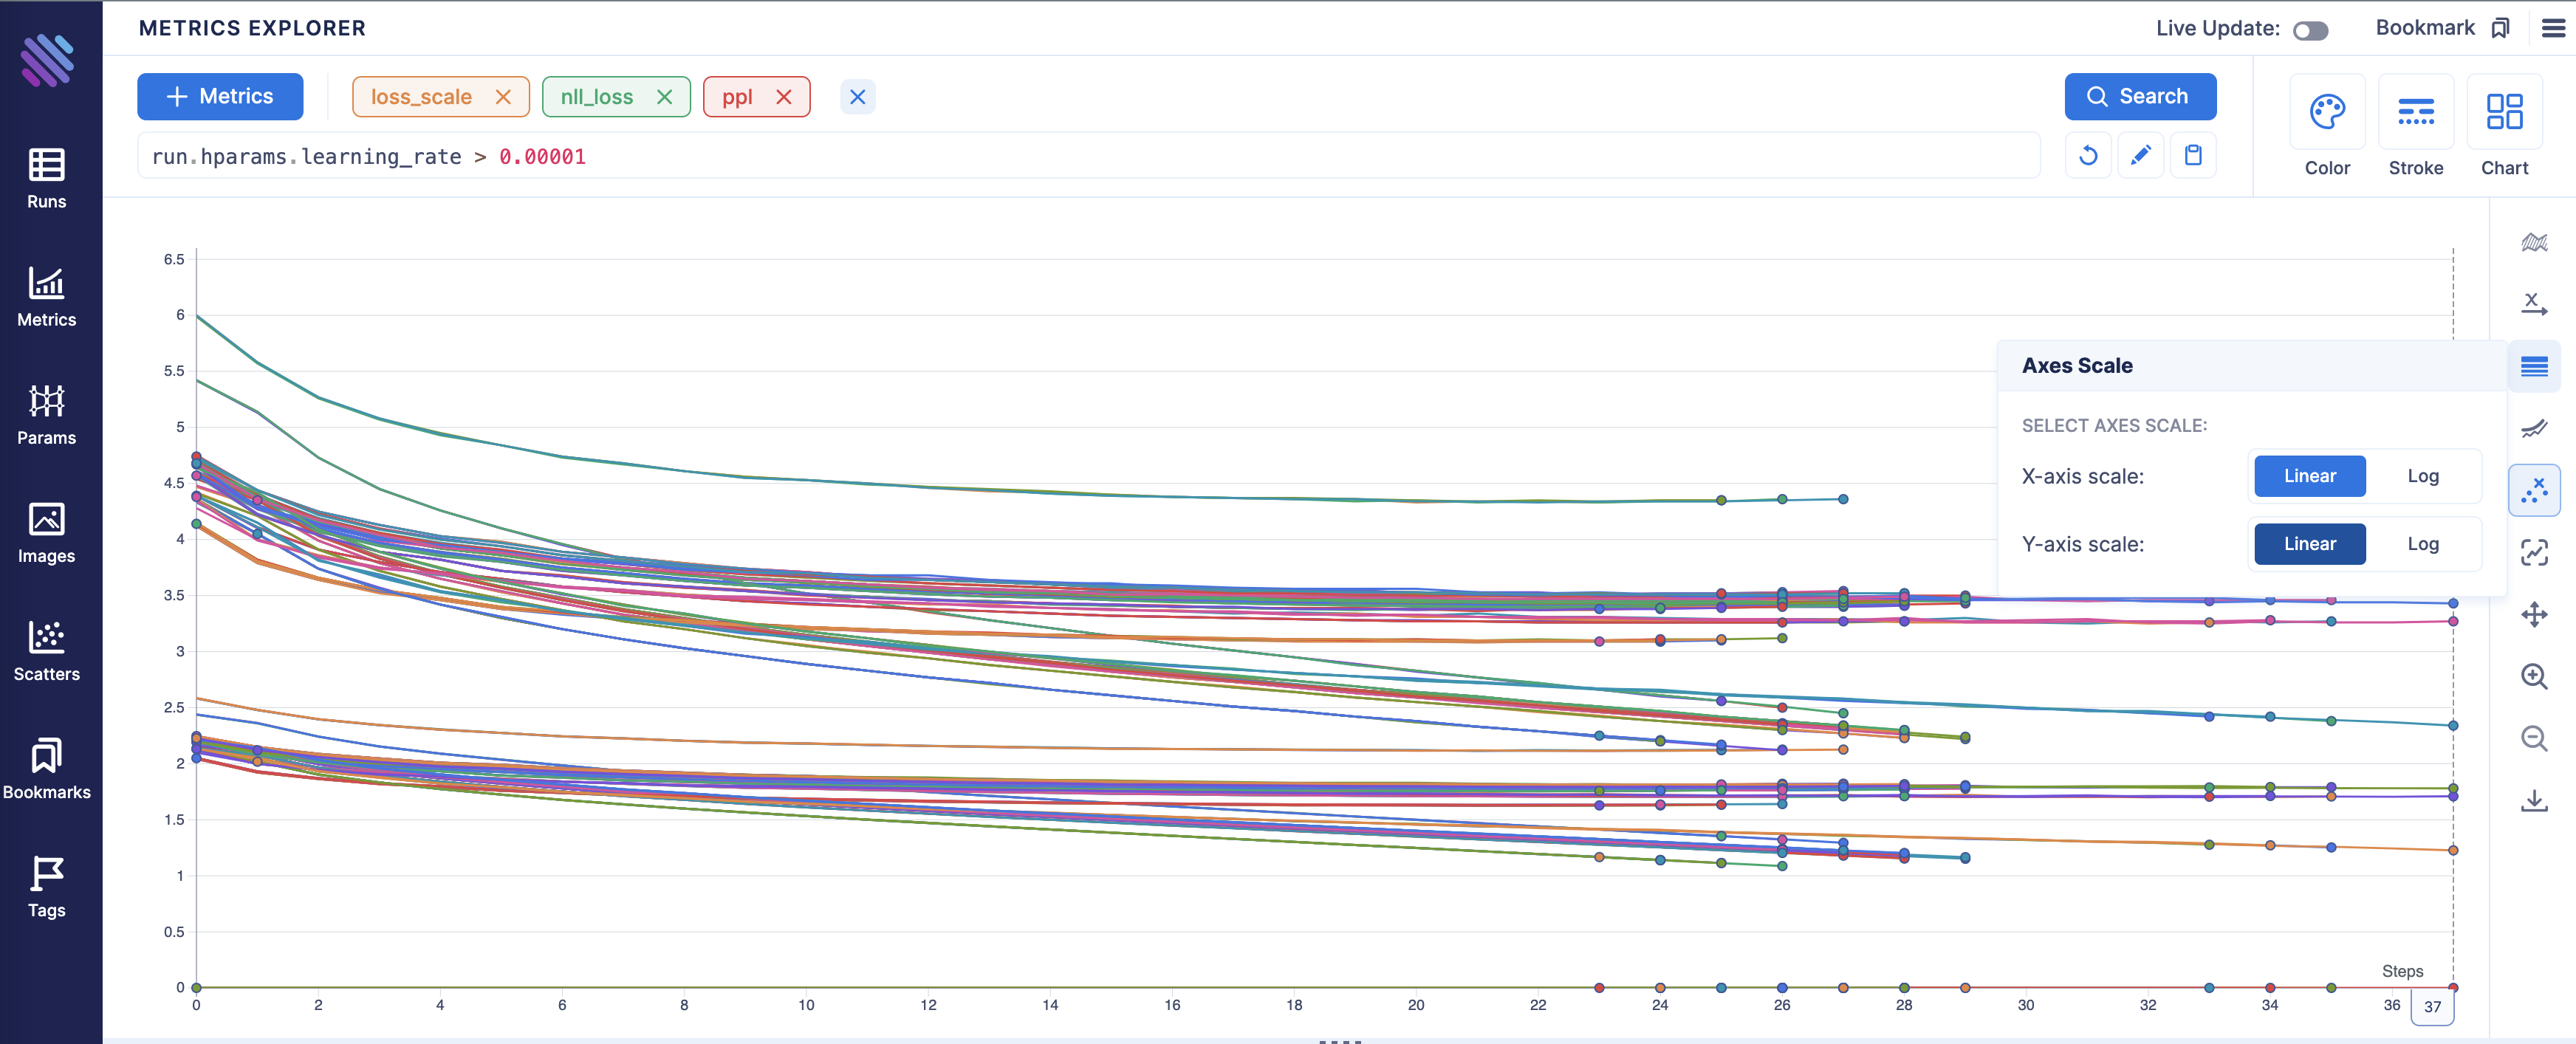 METRICS EXPLORER
Live Update:
Bookmark
Metrics
loss_scale
nll_loss
ppl
Search
run.hparams.learning_rate > 0.00001
Color
Stroke
Chart
Runs
Metrics
Params
Images
Scatters
Bookmarks
Tags
6.5
6
5.5
5
4.5
4
3.5
3
2.5
2
1.5
1
0.5
0
Axes Scale
SELECT AXES SCALE:
X-axis scale:
Linear
Log
Y-axis scale:
Linear
Log
Steps
0 2 4 6 8 10 12 14 16 18 20 22 24 26 28 30 32 34 36 37